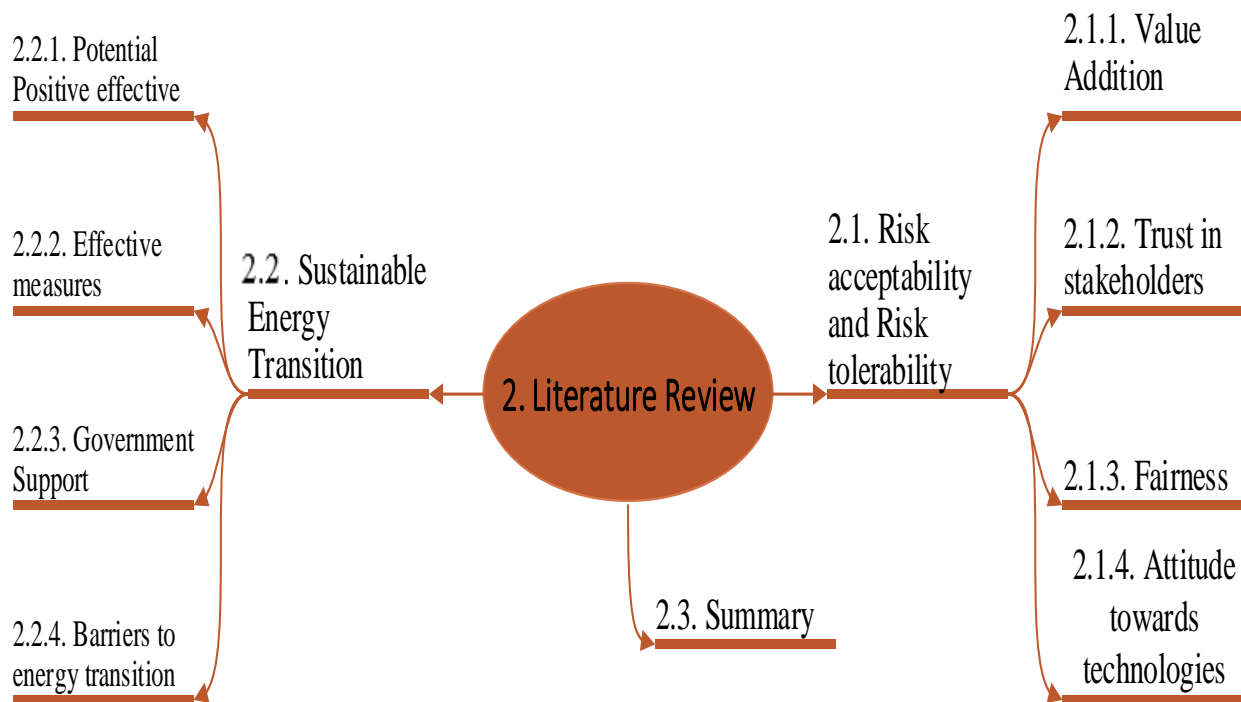 2. Literature Review
2.1. Risk
acceptability
and Risk
tolerability
2.1.1. Value
Addition
2.1.2. Trust in
stakeholders
2.1.3. Fairness
2.1.4. Attitude
towards
technologies
2.2. Sustainable
Energy
Transition
2.2.1. Potential
Positive effective
2.2.2. Effective
measures
2.2.3. Government
Support
2.2.4. Barriers to
energy transition
2.3. Summary